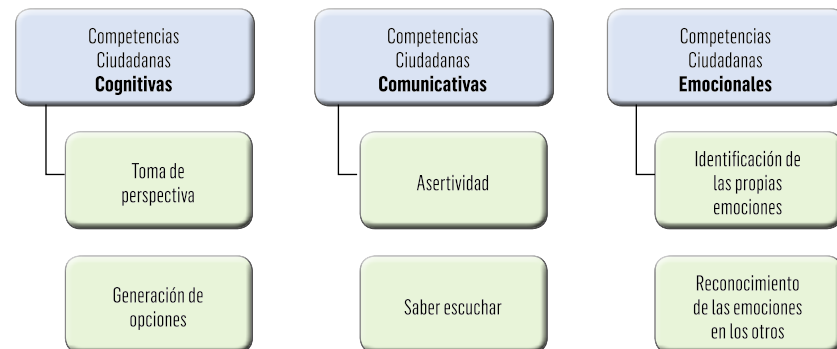 Competencias
Ciudadanas
Cognitivas
Toma de
perspectiva
Generación de
opciones
Competencias
Ciudadanas
Comunicativas
Asertividad
Saber escuchar
Competencias
Ciudadanas
Emocionales
Identificación de
las propias
emociones
Reconocimiento
de las emociones
en los otros